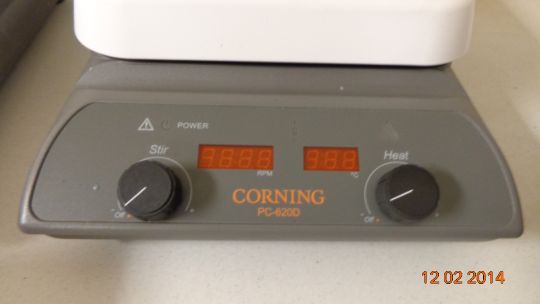 POWER
Stir
Heat
RPM
°C
CORNING
PC-620D
Off
Off
12 02 2014